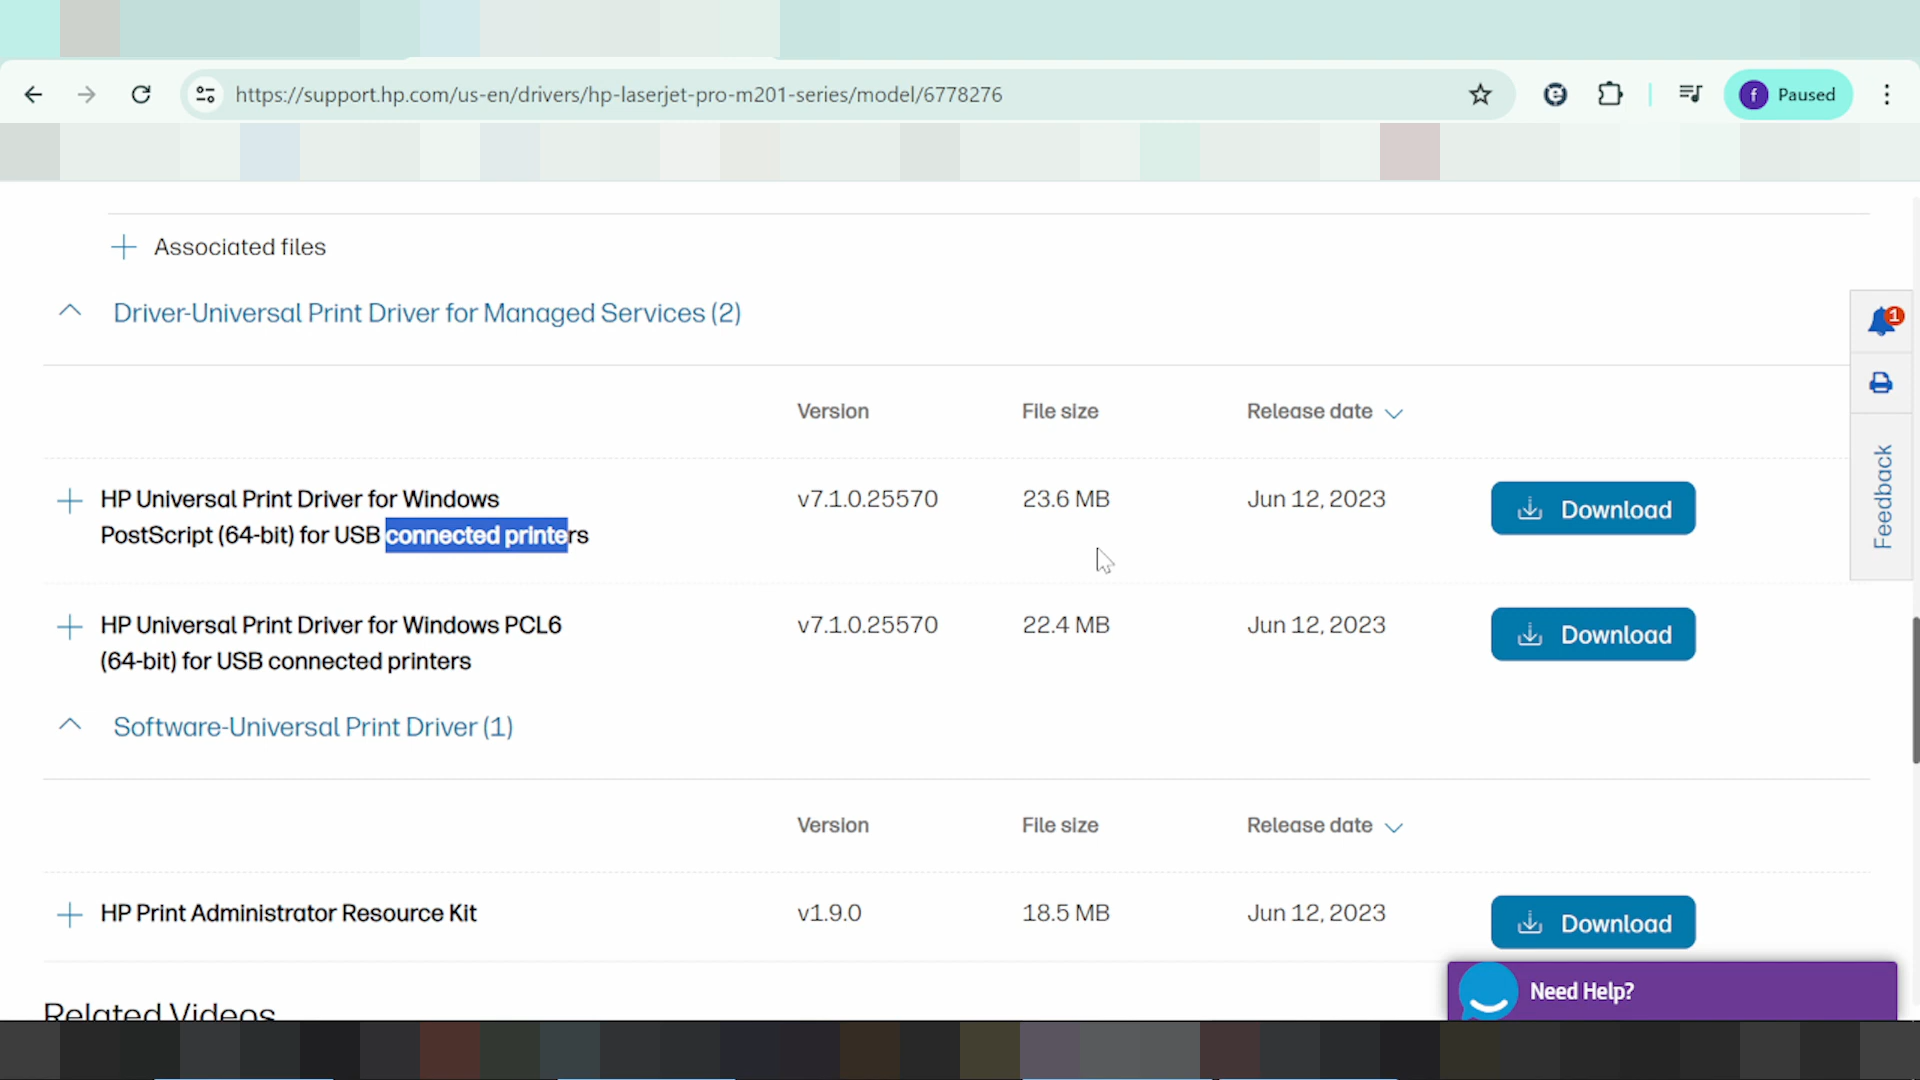 https://support.hp.com/us-en/drivers/hp-laserjet-pro-m201-series/model/6778276
f Paused
Associated files
Driver-Universal Print Driver for Managed Services (2)
1
Version File size Release date
HP Universal Print Driver for Windows
PostScript (64-bit) for USB connected printers
v7.1.0.25570 23.6 MB Jun 12, 2023 Download
Feedback
HP Universal Print Driver for Windows PCL6
(64-bit) for USB connected printers
v7.1.0.25570 22.4 MB Jun 12, 2023 Download
Software-Universal Print Driver (1)
Version File size Release date
HP Print Administrator Resource Kit v1.9.0 18.5 MB Jun 12, 2023 Download
Need Help?
Related Videos